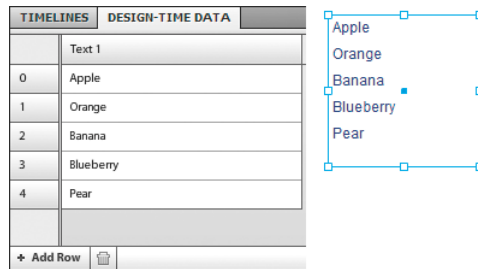 TIMELINES DESIGN-TIME DATA
Text 1
0 Apple
1 Orange
2 Banana
3 Blueberry
4 Pear
+ Add Row
Apple
Orange
Banana
Blueberry
Pear